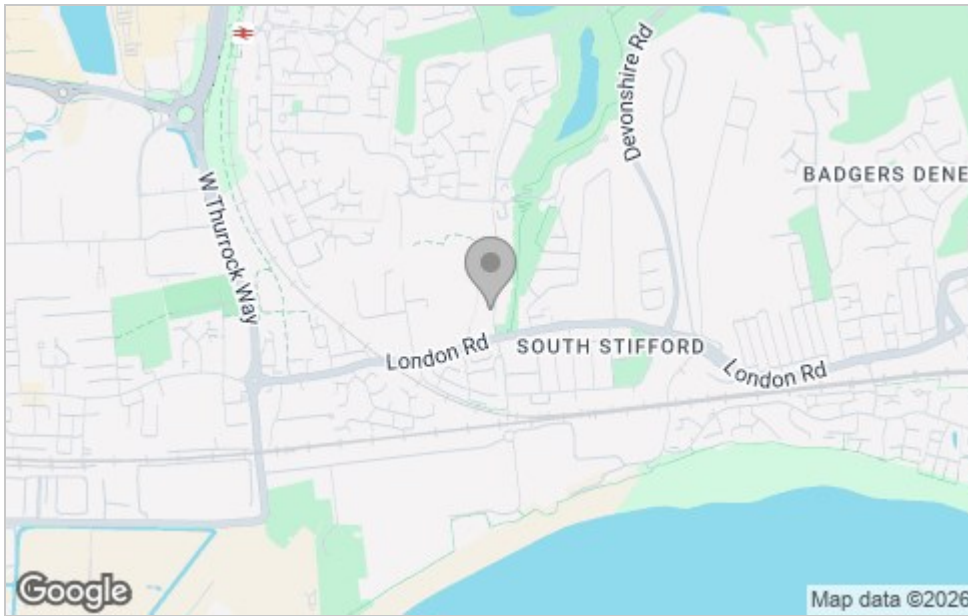 Devonshire Rd
BADGERS DENE
W Thurrock Way
London Rd
SOUTH STIFFORD
London Rd
Google
Map data ©2026